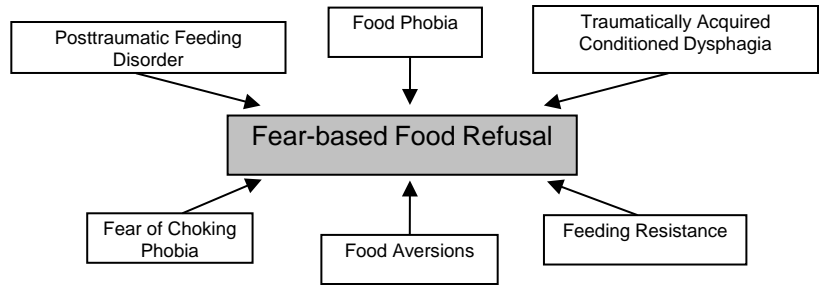 Posttraumatic Feeding
Disorder
Food Phobia
Traumatically Acquired
Conditioned Dysphagia
Fear-based Food Refusal
Fear of Choking
Phobia
Food Aversions
Feeding Resistance